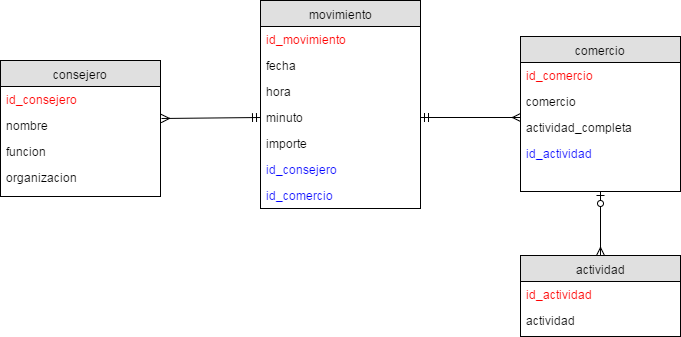 movimiento
id_movimiento
fecha
hora
minuto
importe
id_consejero
id_comercio
consejero
id_consejero
nombre
funcion
organizacion
comercio
id_comercio
comercio
actividad_completa
id_actividad
actividad
id_actividad
actividad